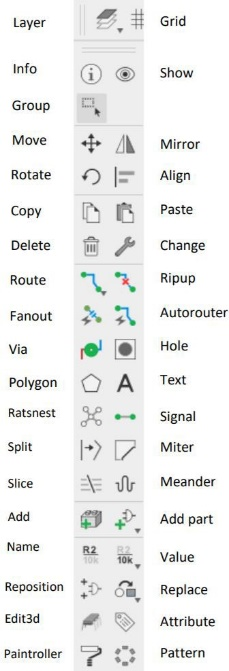 Layer Grid
Info Show
Group
Move Mirror
Rotate Align
Copy Paste
Delete Change
Route Ripup
Fanout Autorouter
Via Hole
Polygon A Text
Ratsnest Signal
Split Miter
Slice Meander
Add Add part
Name R2 10k R2 10k Value
Reposition Replace
Edit3d Attribute
Paintroller Pattern